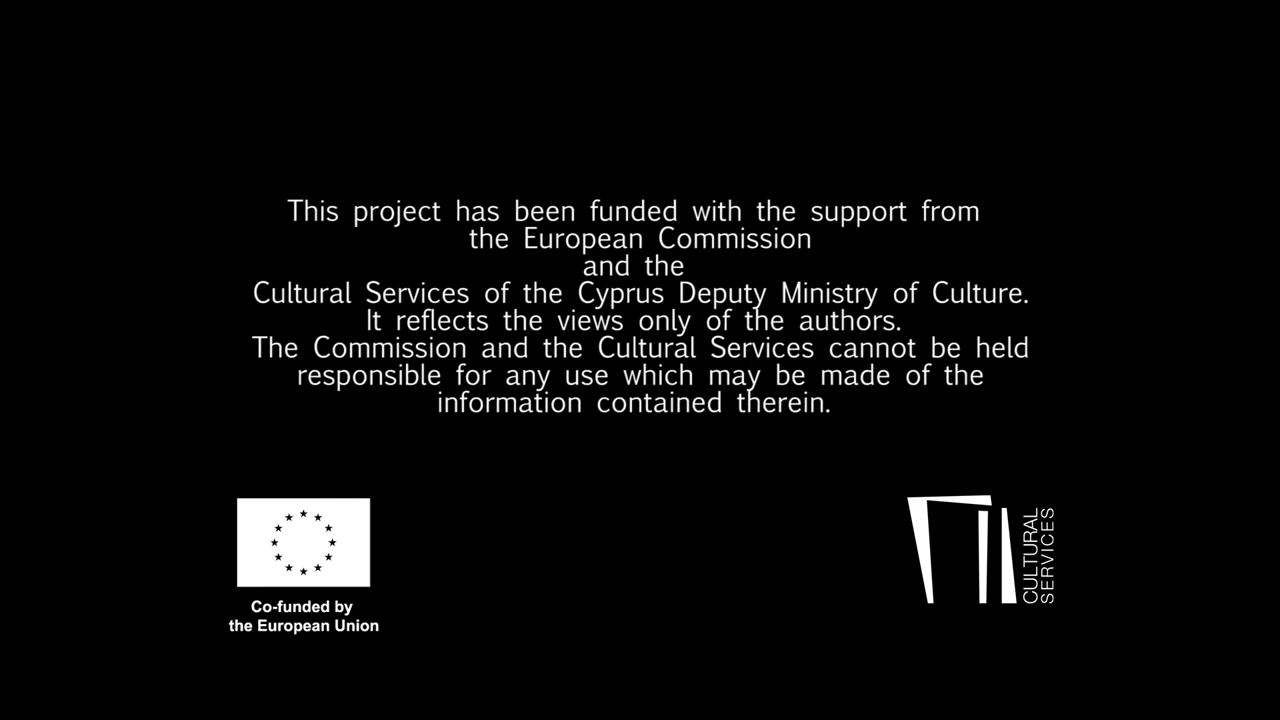 This project has been funded with the support from
the European Commission
and the
Cultural Services of the Cyprus Deputy Ministry of Culture.
It reflects the views only of the authors.
The Commission and the Cultural Services cannot be held
responsible for any use which may be made of the
information contained therein.
Co-funded by
the European Union
CULTURAL
SERVICES